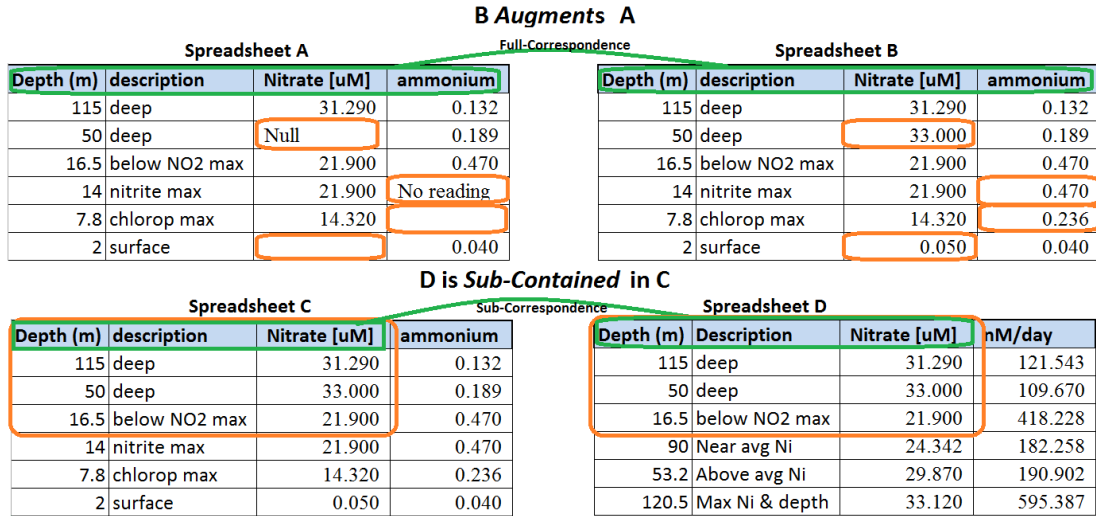 B Augments A
Full-Correspondence
Spreadsheet A Spreadsheet B
Depth (m) description Nitrate [uM] ammonium Depth (m) description Nitrate [uM] ammonium
115 deep 31.290 0.132 115 deep 31.290 0.132
50 deep Null 0.189 50 deep 33.000 0.189
16.5 below NO2 max 21.900 0.470 16.5 below NO2 max 21.900 0.470
14 nitrite max 21.900 No reading 14 nitrite max 21.900 0.470
7.8 chlorop max 14.320 7.8 chlorop max 14.320 0.236
2 surface 0.040 2 surface 0.050 0.040
D is Sub-Contained in C
Spreadsheet C Sub-Correspondence Spreadsheet D
Depth (m) description Nitrate [uM] ammonium Depth (m) Description Nitrate [uM] nM/day
115 deep 31.290 0.132 115 deep 31.290 121.543
50 deep 33.000 0.189 50 deep 33.000 109.670
16.5 below NO2 max 21.900 0.470 16.5 below NO2 max 21.900 418.228
14 nitrite max 21.900 0.470 90 Near avg Ni 24.342 182.258
7.8 chlorop max 14.320 0.236 53.2 Above avg Ni 29.870 190.902
2 surface 0.050 0.040 120.5 Max Ni & depth 33.120 595.387